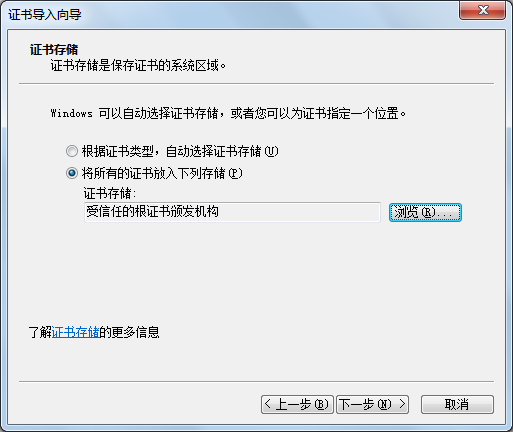 证书导入向导
证书存储
证书存储是保存证书的系统区域。
Windows 可以自动选择证书存储，或者您可以为证书指定一个位置。
根据证书类型，自动选择证书存储(U)
将所有的证书放入下列存储(P)
证书存储:
受信任的根证书颁发机构
浏览(R)...
了解证书存储的更多信息
< 上一步(B)
下一步(N) >
取消